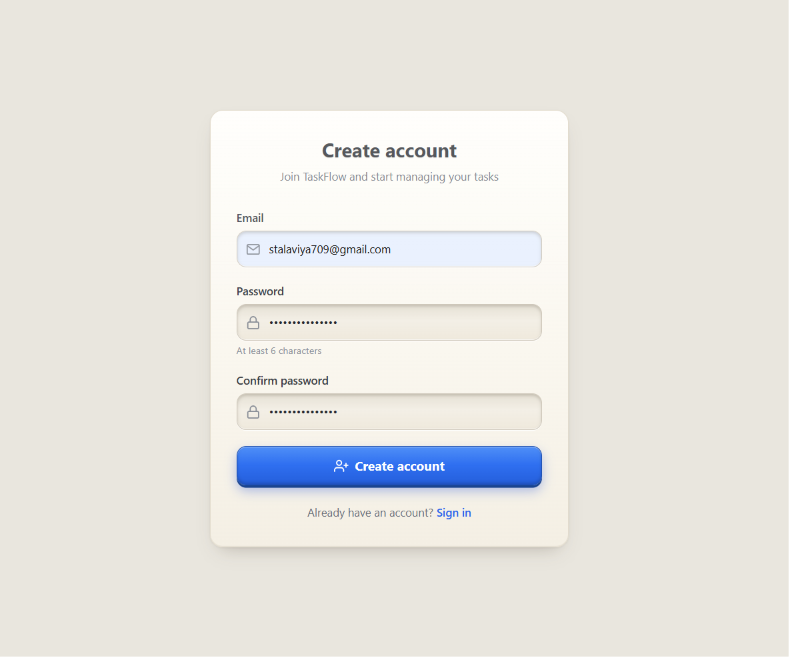 Create account
Join TaskFlow and start managing your tasks
Email
stalaviya709@gmail.com
Password
•••••••••••••••
At least 6 characters
Confirm password
•••••••••••••••
Create account
Already have an account? Sign in